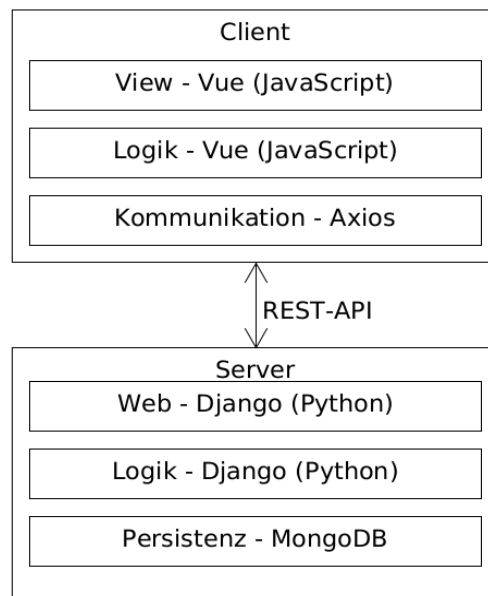 Client
View - Vue (JavaScript)
Logik - Vue (JavaScript)
Kommunikation - Axios
REST-API
Server
Web - Django (Python)
Logik - Django (Python)
Persistenz - MongoDB